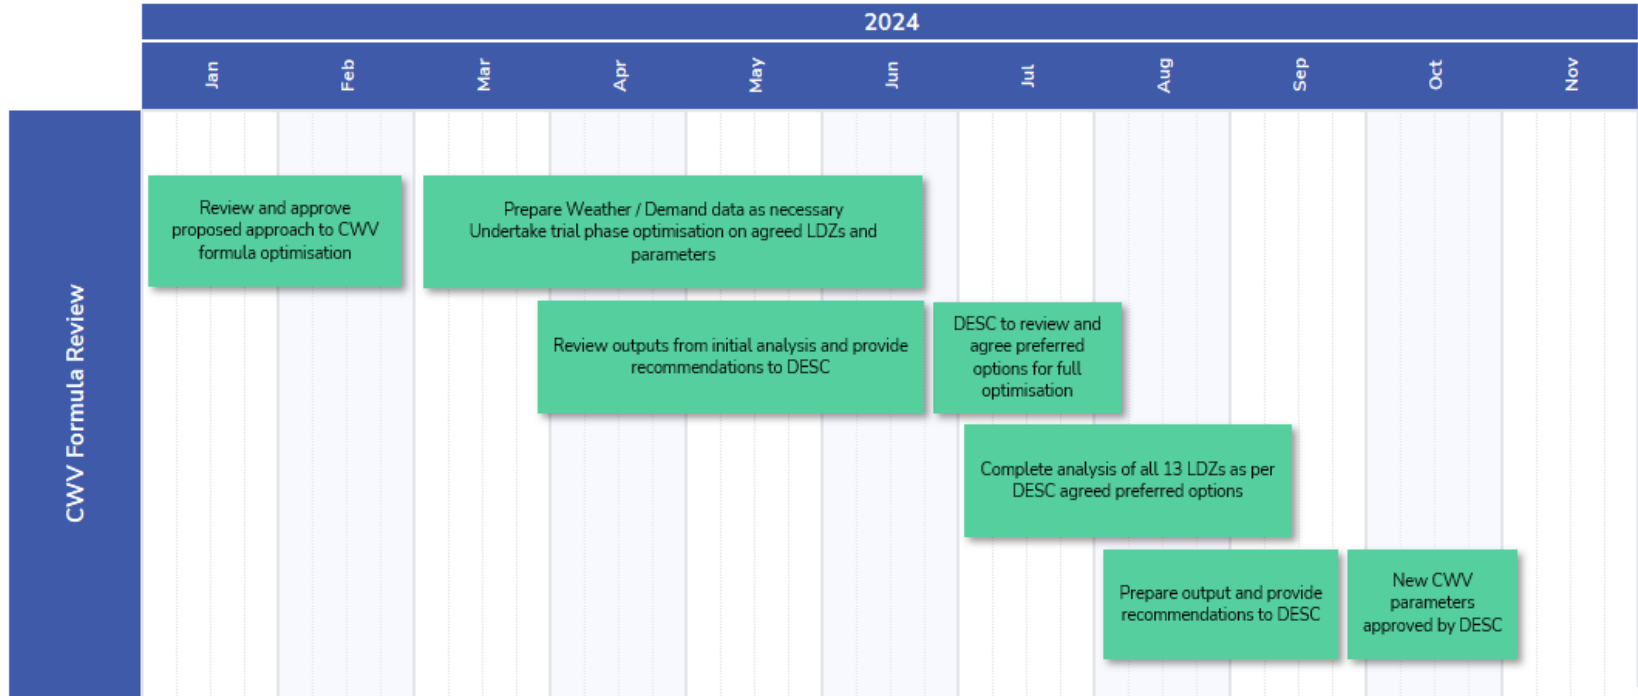 2024
Jan
Feb
Mar
Apr
May
Jun
Jul
Aug
Sep
Oct
Nov
CWV Formula Review
Review and approve
proposed approach to CWV
formula optimisation
Prepare Weather / Demand data as necessary
Undertake trial phase optimisation on agreed LDZs and
parameters
Review outputs from initial analysis and provide
recommendations to DESC
DESC to review and
agree preferred
options for full
optimisation
Complete analysis of all 13 LDZs as per
DESC agreed preferred options
Prepare output and provide
recommendations to DESC
New CWV
parameters
approved by DESC